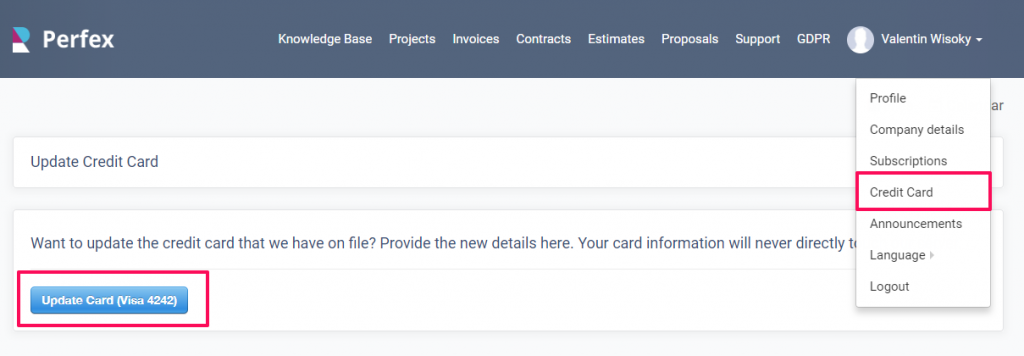 Perfex
Knowledge Base Projects Invoices Contracts Estimates Proposals Support GDPR Valentin Wisoky
Profile
ar
Company details
Update Credit Card
Subscriptions
Credit Card
Announcements
Want to update the credit card that we have on file? Provide the new details here. Your card information will never directly
Language
Logout
Update Card (Visa 4242)